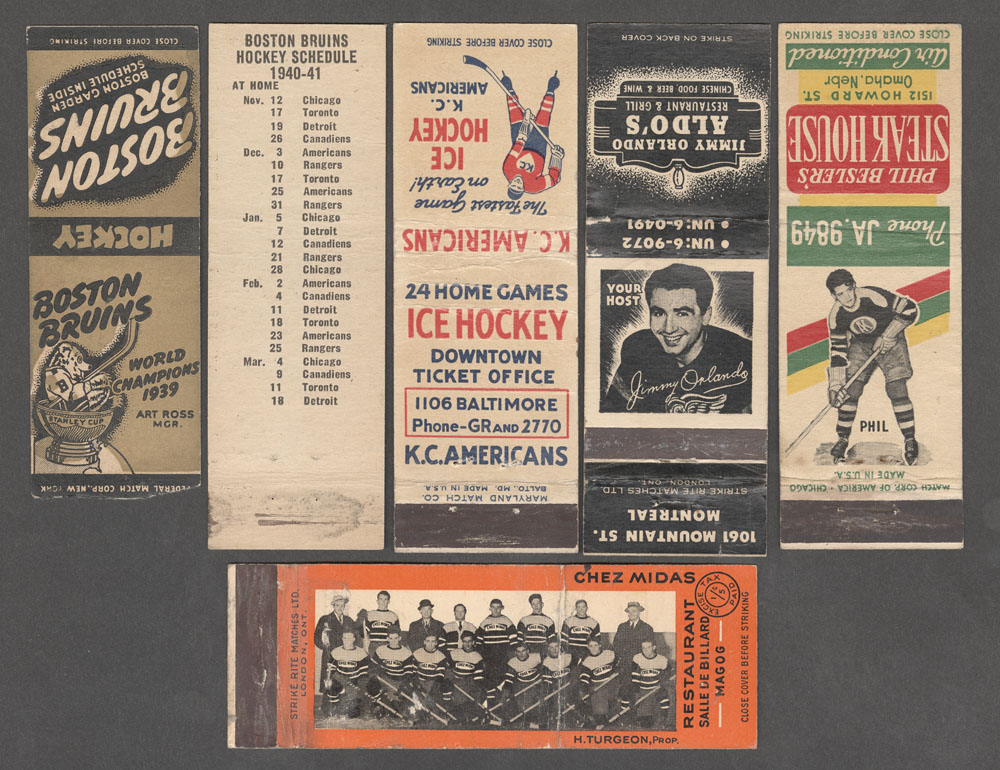 CLOSE COVER BEFORE STRIKING
BOSTON
BRUINS
BOSTON GARDEN
SCHEDULE INSIDE
HOCKEY
BOSTON
BRUINS
WORLD
CHAMPIONS
1939
ART ROSS
MGR.
B
STANLEY CUP
FEDERAL MATCH CORP. NEW YORK
BOSTON BRUINS
HOCKEY SCHEDULE
1940-41
AT HOME
Nov. 12 Chicago
17 Toronto
19 Detroit
26 Canadiens
Dec. 3 Americans
10 Rangers
17 Toronto
25 Americans
31 Rangers
Jan. 5 Chicago
7 Detroit
12 Canadiens
21 Rangers
28 Chicago
Feb. 2 Americans
4 Canadiens
11 Detroit
18 Toronto
23 Americans
25 Rangers
Mar. 4 Chicago
9 Canadiens
11 Toronto
18 Detroit
CLOSE COVER BEFORE STRIKING
K.C. AMERICANS
The Fastest Game
on Earth!
ICE
HOCKEY
K.C.
AMERICANS
K.C.
24 HOME GAMES
ICE HOCKEY
DOWNTOWN
TICKET OFFICE
1106 BALTIMORE
Phone-GRAND 2770
K.C. AMERICANS
MARYLAND MATCH CO.
BALTO., MD. MADE IN U.S.A
STRIKE ON BACK COVER
JIMMY ORLANDO
ALDO'S
RESTAURANT & GRILL
CHINESE FOOD BEER & WINE
• UN:6-9072
• UN:6-0491
YOUR
HOST
Jimmy Orlando
1061 MOUNTAIN ST.
MONTREAL
STRIKE RITE MATCHES LTD.
LONDON, ONT.
CLOSE COVER BEFORE STRIKING
Phone JA. 9849
PHIL BESLER'S
STEAK HOUSE
1512 HOWARD ST.
Omaha, Nebr
Air Conditioned
PHIL
MATCH CORP. OF AMERICA · CHICAGO
MADE IN U.S.A.
STRIKE RITE MATCHES LTD.
LONDON, ONT.
CHEZ MIDAS
RESTAURANT
SALLE DE BILLARD
— MAGOG —
EXCISE TAX
PAID
CLOSE COVER BEFORE STRIKING
H. TURGEON, PROP.